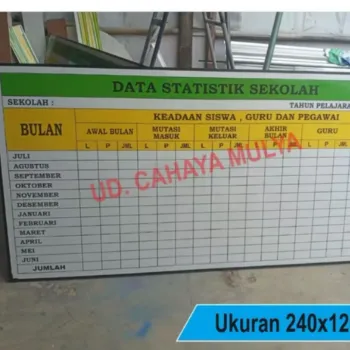 DATA STATISTIK SEKOLAH
SEKOLAH :
TAHUN PELAJARA
BULAN
KEADAAN SISWA , GURU DAN PEGAWAI
AWAL BULAN
MUTASI MASUK
MUTASI KELUAR
AKHIR BULAN
GURU
L P JML L P JML L P JML L P JML L P JML
JULI
AGUSTUS
SEPTEMBER
OKTOBER
NOVEMBER
DESEMBER
JANUARI
FEBRUARI
MARET
APRIL
MEI
JUNI
JUMLAH
UD. CAHAYA MULYA
Ukuran 240x12